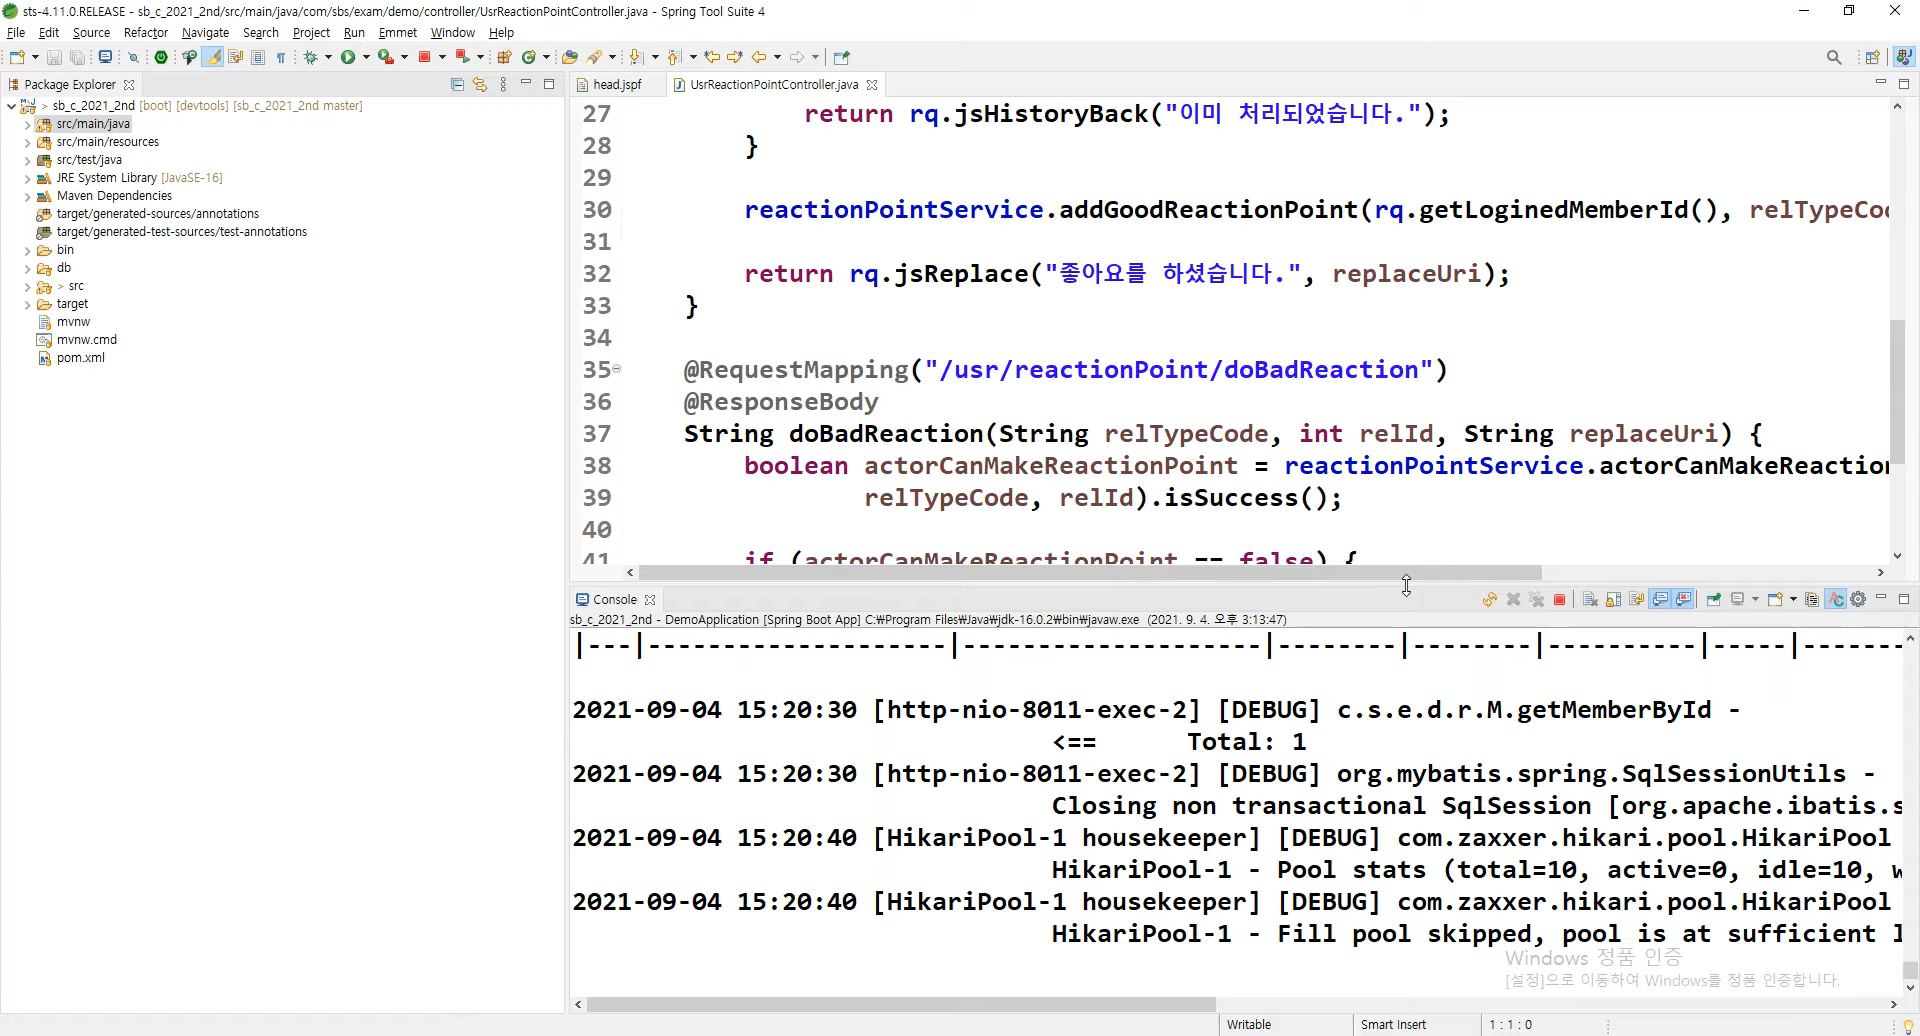 sts-4.11.0.RELEASE - sb_c_2021_2nd/src/main/java/com/sbs/exam/demo/controller/UsrReactionPointController.java - Spring Tool Suite 4
File Edit Source Refactor Navigate Search Project Run Emmet Window Help
Package Explorer
> sb_c_2021_2nd [boot] [devtools] [sb_c_2021_2nd master]
src/main/java
src/main/resources
src/test/java
JRE System Library [JavaSE-16]
Maven Dependencies
target/generated-sources/annotations
target/generated-test-sources/test-annotations
bin
db
> src
target
mvnw
mvnw.cmd
pom.xml
head.jspf UsrReactionPointController.java
27 return rq.jsHistoryBack("이미 처리되었습니다.");
28 }
29
30 reactionPointService.addGoodReactionPoint(rq.getLoginedMemberId(), relTypeCo
31
32 return rq.jsReplace("좋아요를 하셨습니다.", replaceUri);
33 }
34
35 @RequestMapping("/usr/reactionPoint/doBadReaction")
36 @ResponseBody
37 String doBadReaction(String relTypeCode, int relId, String replaceUri) {
38 boolean actorCanMakeReactionPoint = reactionPointService.actorCanMakeReaction
39 relTypeCode, relId).isSuccess();
40
41 if (actorCanMakeReactionPoint == false) {
Console
sb_c_2021_2nd - DemoApplication [Spring Boot App] C:₩Program Files₩Java₩jdk-16.0.2₩bin₩javaw.exe (2021. 9. 4. 오후 3:13:47)
|---|--------------------|--------------------|--------|--------|----------|-----|-------
2021-09-04 15:20:30 [http-nio-8011-exec-2] [DEBUG] c.s.e.d.r.M.getMemberById -
<== Total: 1
2021-09-04 15:20:30 [http-nio-8011-exec-2] [DEBUG] org.mybatis.spring.SqlSessionUtils -
Closing non transactional SqlSession [org.apache.ibatis.s
2021-09-04 15:20:40 [HikariPool-1 housekeeper] [DEBUG] com.zaxxer.hikari.pool.HikariPool
HikariPool-1 - Pool stats (total=10, active=0, idle=10, w
2021-09-04 15:20:40 [HikariPool-1 housekeeper] [DEBUG] com.zaxxer.hikari.pool.HikariPool
HikariPool-1 - Fill pool skipped, pool is at sufficient l
Windows 정품 인증
[설정]으로 이동하여 Windows를 정품 인증합니다.
Writable Smart Insert 1 : 1 : 0